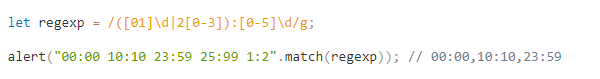 let regexp = /([01]\d|2[0-3]):[0-5]\d/g;
alert("00:00 10:10 23:59 25:99 1:2".match(regexp)); // 00:00,10:10,23:59